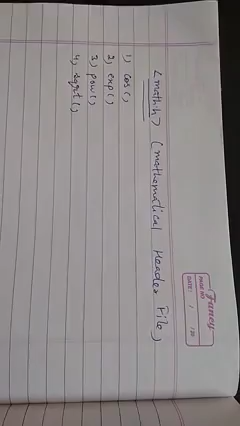 Fancy
PAGE NO.
DATE: / /20
<math.h> (mathematical Header File)
1) cos()
2) exp()
3) pow()
4) sqrt()